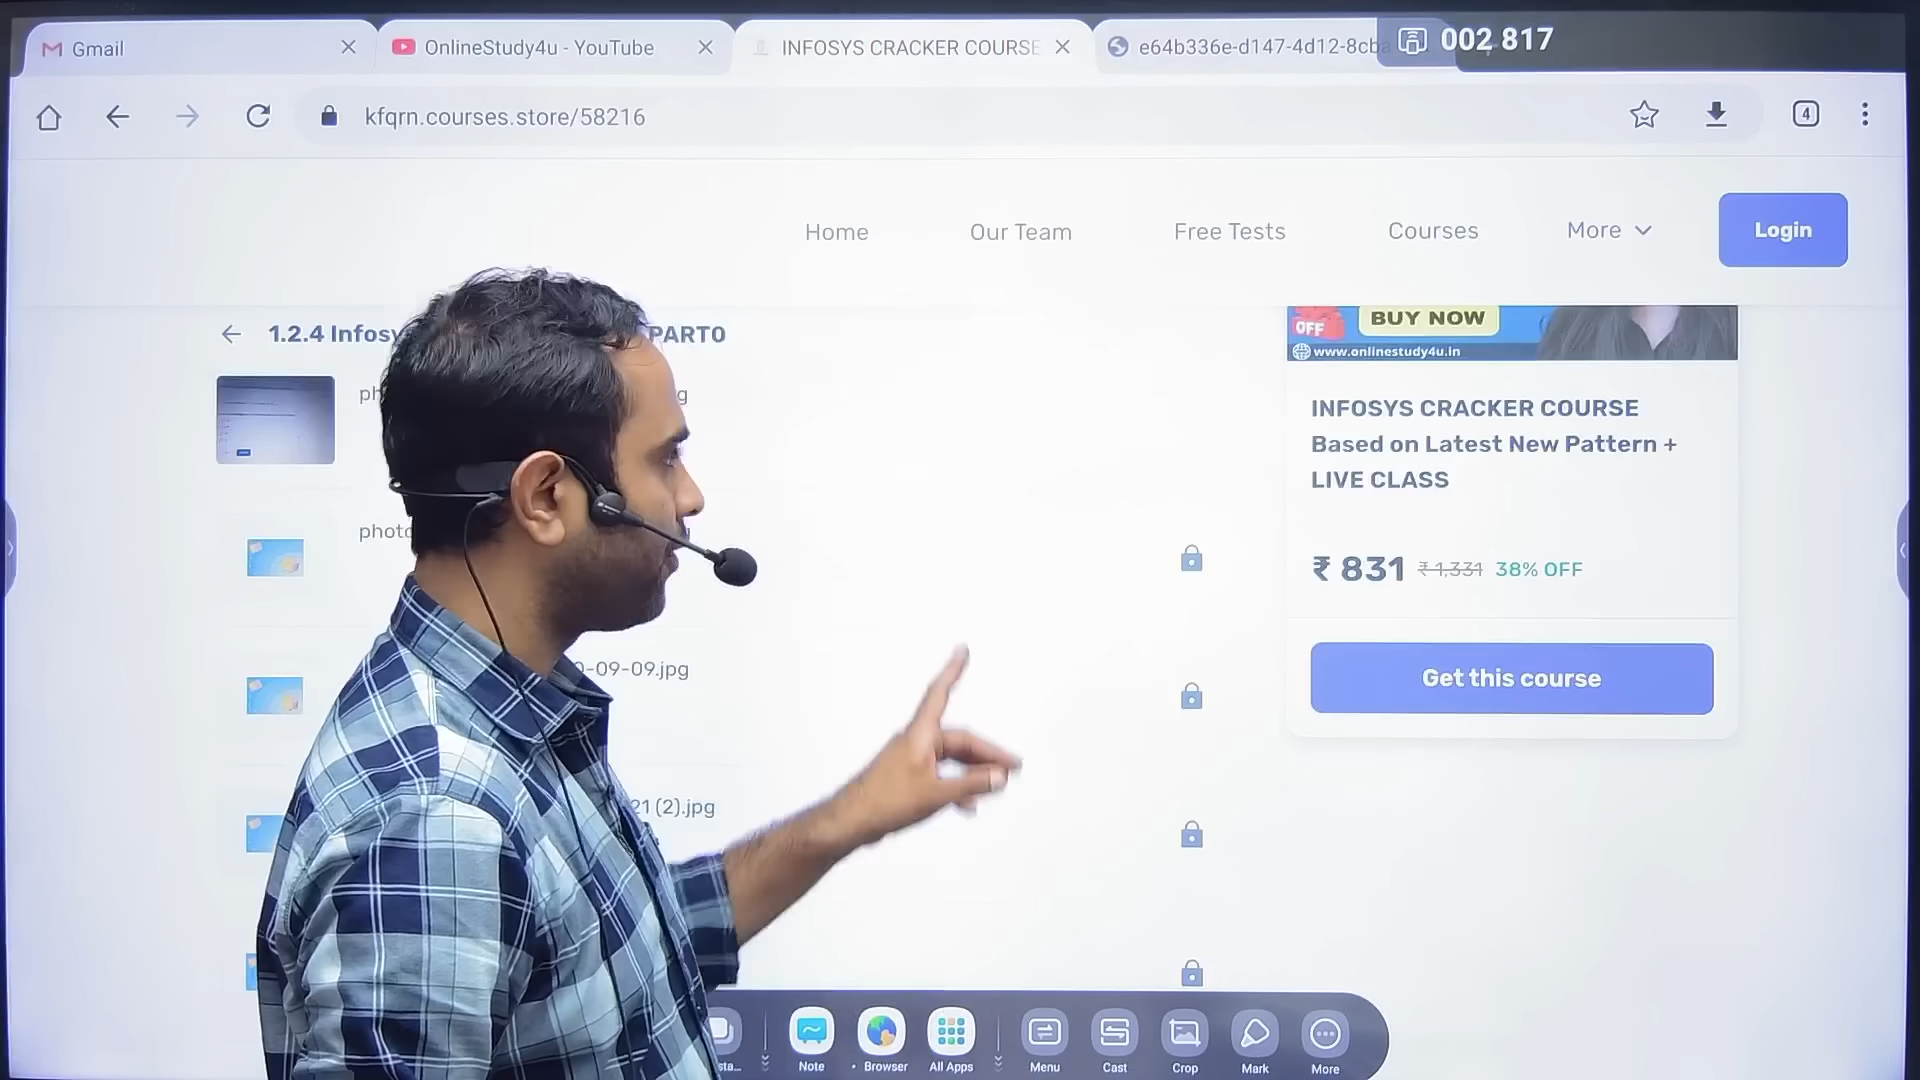 Gmail
OnlineStudy4u - YouTube
INFOSYS CRACKER COURSE
e64b336e-d147-4d12-8cb
002 817
kfqrn.courses.store/58216
4
Home
Our Team
Free Tests
Courses
More
Login
1.2.4 Infosy
PART0
OFF
BUY NOW
www.onlinestudy4u.in
ph
g
INFOSYS CRACKER COURSE
Based on Latest New Pattern +
LIVE CLASS
photo
₹ 831 ₹ 1,331 38% OFF
-09-09.jpg
Get this course
21 (2).jpg
sta...
Note
Browser
All Apps
Menu
Cast
Crop
Mark
More